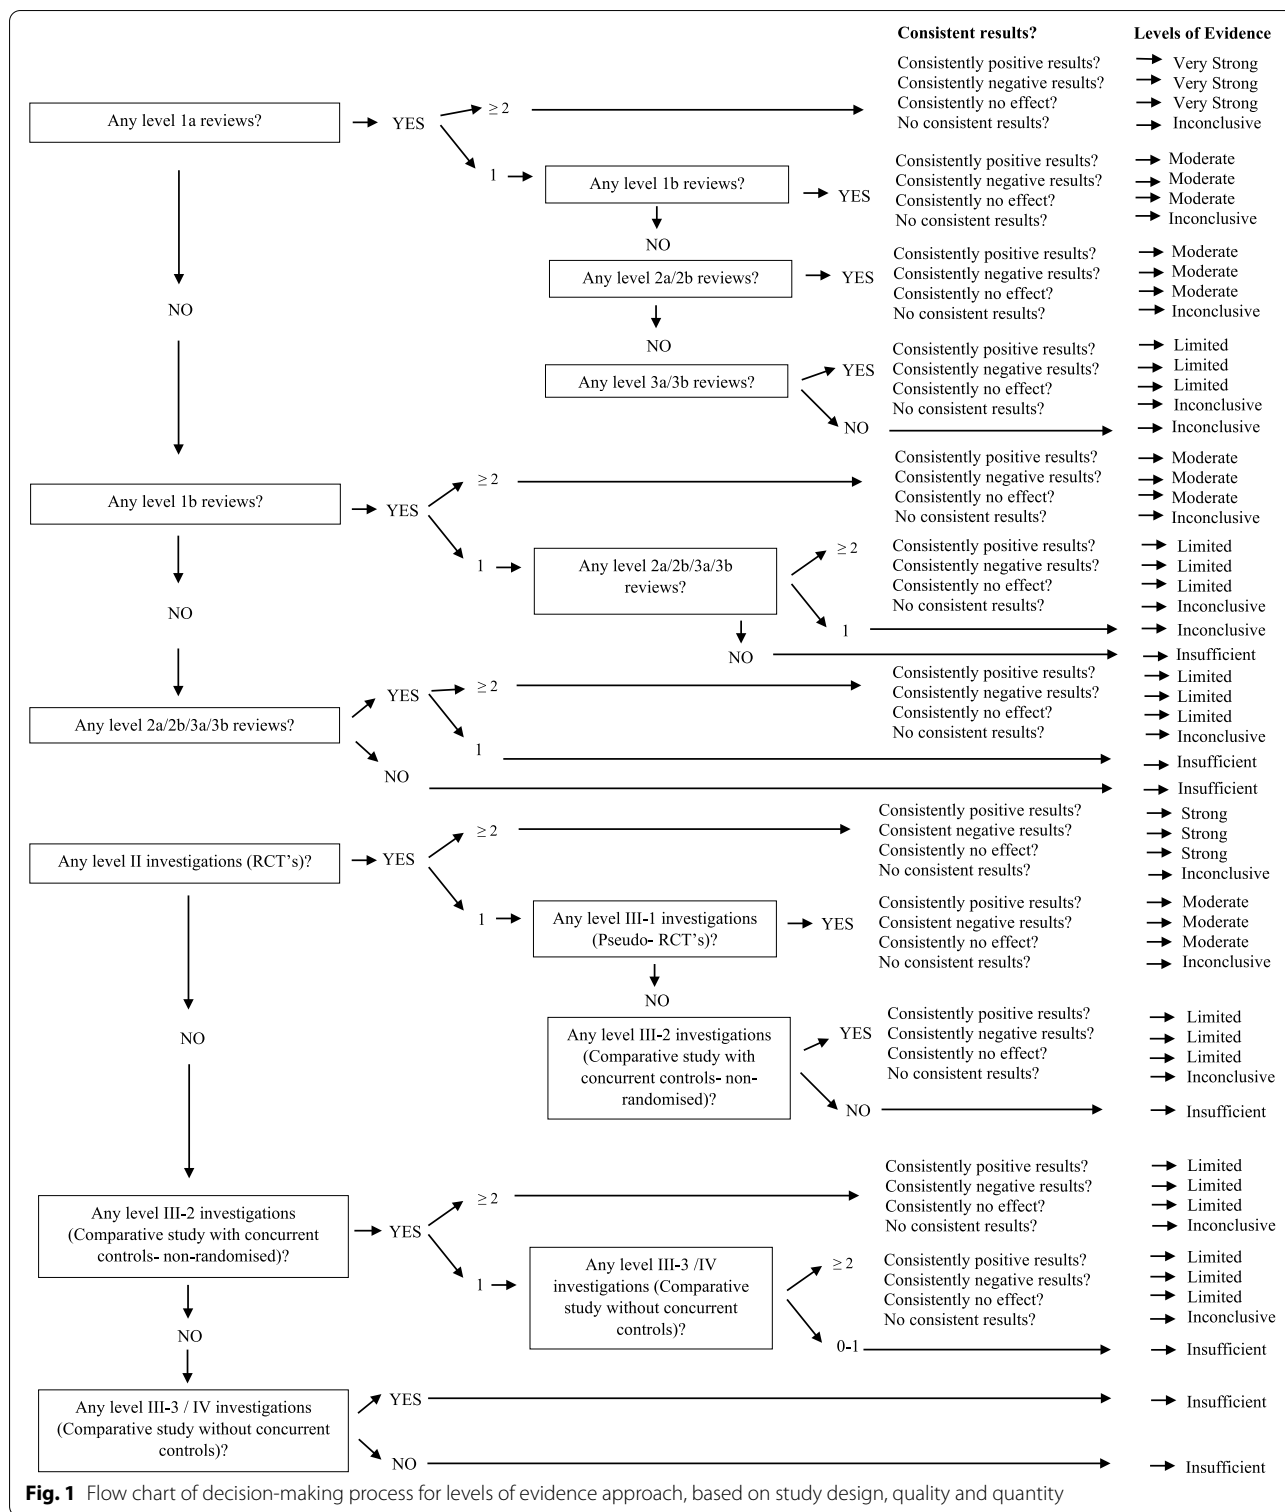 Consistent results? Levels of Evidence
Consistently positive results? Very Strong
Consistently negative results? Very Strong
≥ 2
Consistently no effect? Very Strong
Any level 1a reviews? YES
No consistent results? Inconclusive
Consistently positive results? Moderate
1
Any level 1b reviews?
Consistently negative results? Moderate
YES
Consistently no effect? Moderate
No consistent results? Inconclusive
NO
Consistently positive results? Moderate
Any level 2a/2b reviews? YES
Consistently negative results? Moderate
Consistently no effect? Moderate
NO
No consistent results? Inconclusive
NO
Consistently positive results? Limited
YES
Consistently negative results? Limited
Any level 3a/3b reviews?
Consistently no effect? Limited
No consistent results? Inconclusive
NO Inconclusive
Consistently positive results? Moderate
≥ 2
Consistently negative results? Moderate
Consistently no effect? Moderate
Any level 1b reviews? YES
No consistent results? Inconclusive
≥ 2
Consistently positive results? Limited
1
Any level 2a/2b/3a/3b
reviews?
Consistently negative results? Limited
Consistently no effect? Limited
No consistent results? Inconclusive
NO
1 Inconclusive
NO Insufficient
Consistently positive results? Limited
YES
≥ 2
Consistently negative results? Limited
Consistently no effect? Limited
Any level 2a/2b/3a/3b reviews?
No consistent results? Inconclusive
1 Insufficient
NO Insufficient
Consistently positive results? Strong
≥ 2
Consistent negative results? Strong
Consistently no effect? Strong
Any level II investigations (RCT's)? YES
No consistent results? Inconclusive
Consistently positive results? Moderate
1
Any level III-1 investigations
(Pseudo- RCT's)?
YES
Consistent negative results? Moderate
Consistently no effect? Moderate
No consistent results? Inconclusive
NO
Consistently positive results? Limited
NO
Any level III-2 investigations
(Comparative study with
concurrent controls- non-
randomised)?
YES
Consistently negative results? Limited
Consistently no effect? Limited
No consistent results? Inconclusive
NO Insufficient
Consistently positive results? Limited
Consistently negative results? Limited
≥ 2
Consistently no effect? Limited
Any level III-2 investigations
(Comparative study with concurrent
controls- non-randomised)?
YES
No consistent results? Inconclusive
Consistently positive results? Limited
≥ 2
1
Any level III-3 /IV
investigations (Comparative
study without concurrent
controls)?
Consistently negative results? Limited
Consistently no effect? Limited
No consistent results? Inconclusive
NO
0-1 Insufficient
Any level III-3 / IV investigations
(Comparative study without concurrent
controls)?
YES Insufficient
NO Insufficient
Fig. 1 Flow chart of decision-making process for levels of evidence approach, based on study design, quality and quantity